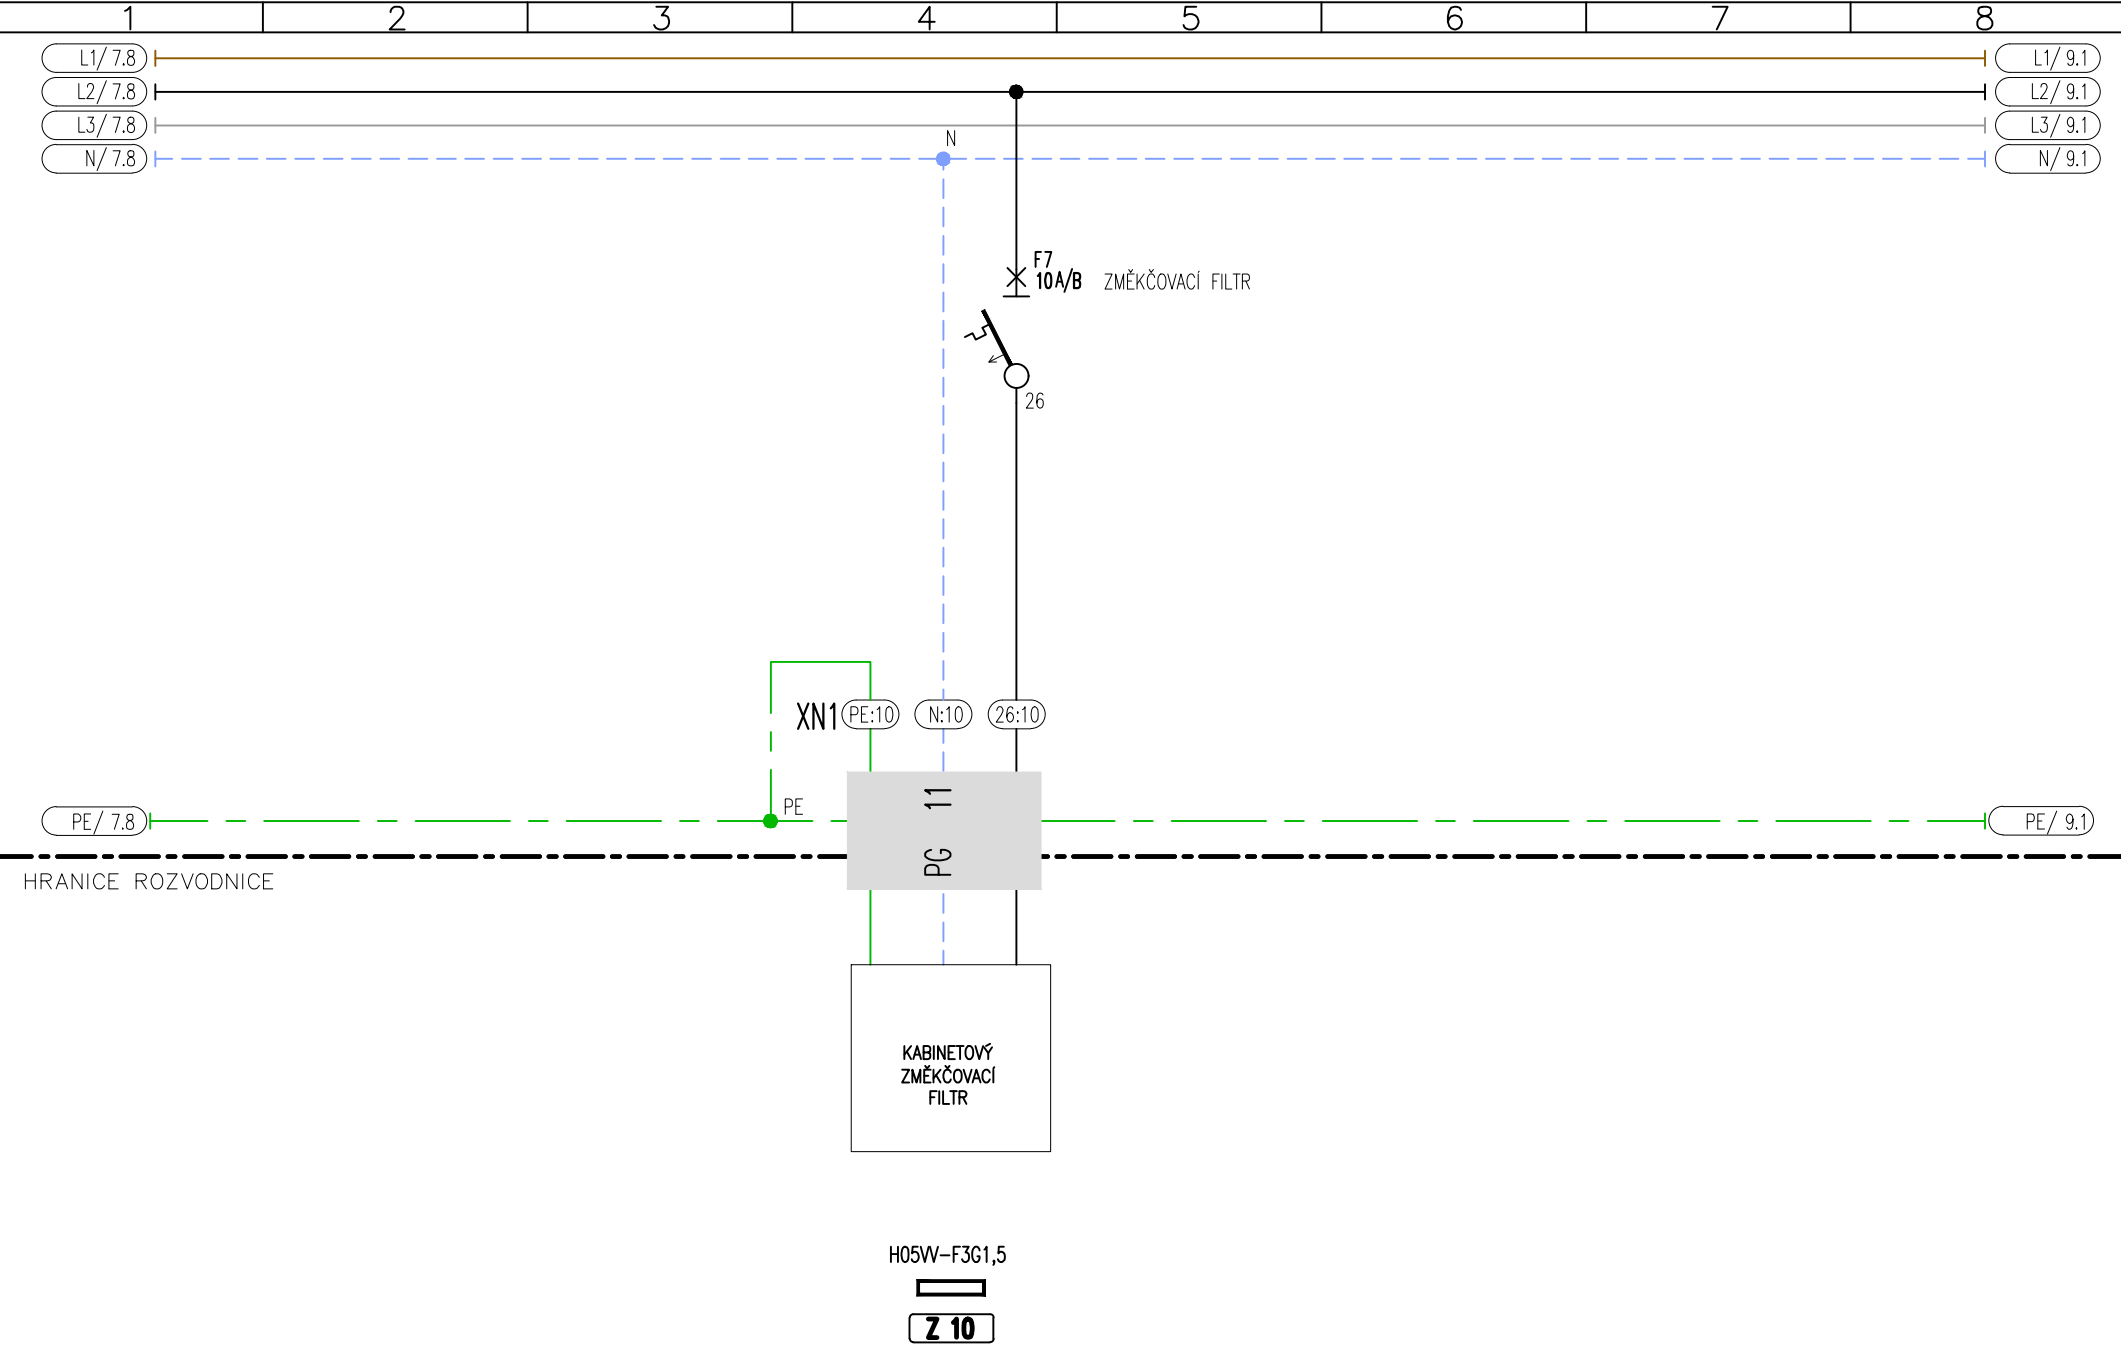 1 2 3 4 5 6 7 8
L1/ 7.8 L1/ 9.1
L2/ 7.8 L2/ 9.1
L3/ 7.8 L3/ 9.1
N/ 7.8 N N/ 9.1
F7
10A/B ZMĚKČOVACÍ FILTR
26
XN1 PE:10 N:10 26:10
PE/ 7.8 PE PG 11 PE/ 9.1
HRANICE ROZVODNICE
KABINETOVÝ
ZMĚKČOVACÍ
FILTR
H05VV-F3G1,5
Z 10